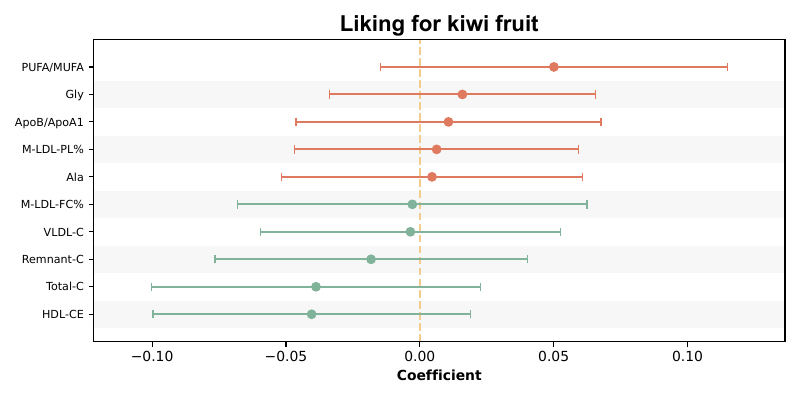 Liking for kiwi fruit
PUFA/MUFA
Gly
ApoB/ApoA1
M-LDL-PL%
Ala
M-LDL-FC%
VLDL-C
Remnant-C
Total-C
HDL-CE
−0.10 −0.05 0.00 0.05 0.10
Coefficient